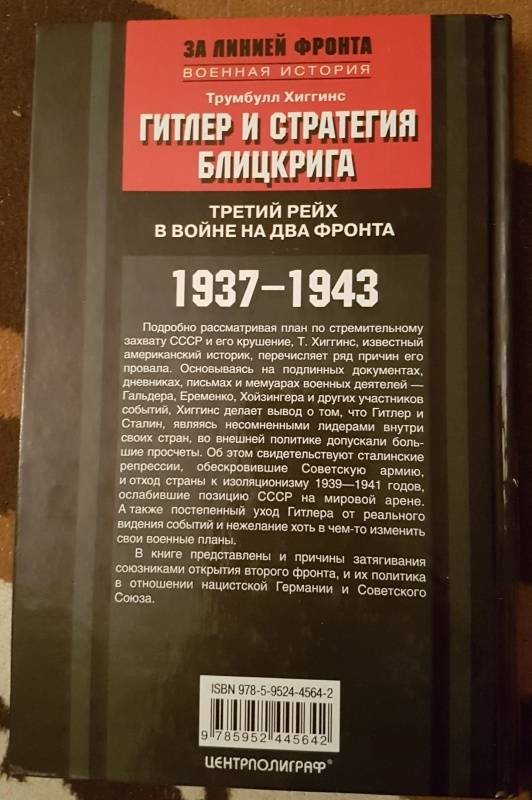 ЗА ЛИНИЕЙ ФРОНТА
ВОЕННАЯ ИСТОРИЯ
Трумбулл Хиггинс
ГИТЛЕР И СТРАТЕГИЯ
БЛИЦКРИГА
ТРЕТИЙ РЕЙХ
В ВОЙНЕ НА ДВА ФРОНТА
1937–1943
Подробно рассматривая план по стремительному
захвату СССР и его крушение, Т. Хиггинс, известный
американский историк, перечисляет ряд причин его
провала. Основываясь на подлинных документах,
дневниках, письмах и мемуарах военных деятелей —
Гальдера, Еременко, Хойзингера и других участников
событий, Хиггинс делает вывод о том, что Гитлер и
Сталин, являясь несомненными лидерами внутри
своих стран, во внешней политике допускали боль-
шие просчеты. Об этом свидетельствуют сталинские
репрессии, обескровившие Советскую армию,
и отход страны к изоляционизму 1939—1941 годов,
ослабившие позицию СССР на мировой арене.
А также постепенный уход Гитлера от реального
видения событий и нежелание хоть в чем-то изменить
свои военные планы.
В книге представлены и причины затягивания
союзниками открытия второго фронта, и их политика
в отношении нацистской Германии и Советского
Союза.
ISBN 978-5-9524-4564-2
9 785952 445642
ЦЕНТРПОЛИГРАФ®